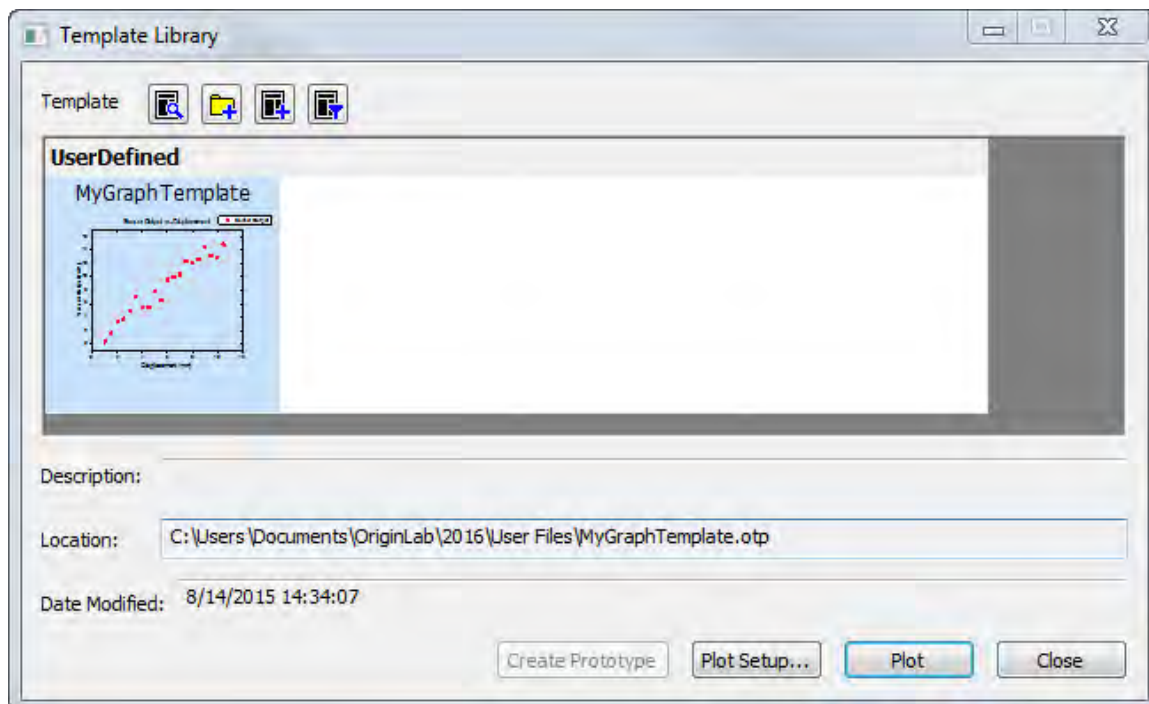 Template Library
Template
UserDefined
MyGraphTemplate
Description:
Location: C:\Users\Documents\OriginLab\2016\User Files\MyGraphTemplate.otp
Date Modified: 8/14/2015 14:34:07
Create Prototype Plot Setup... Plot Close